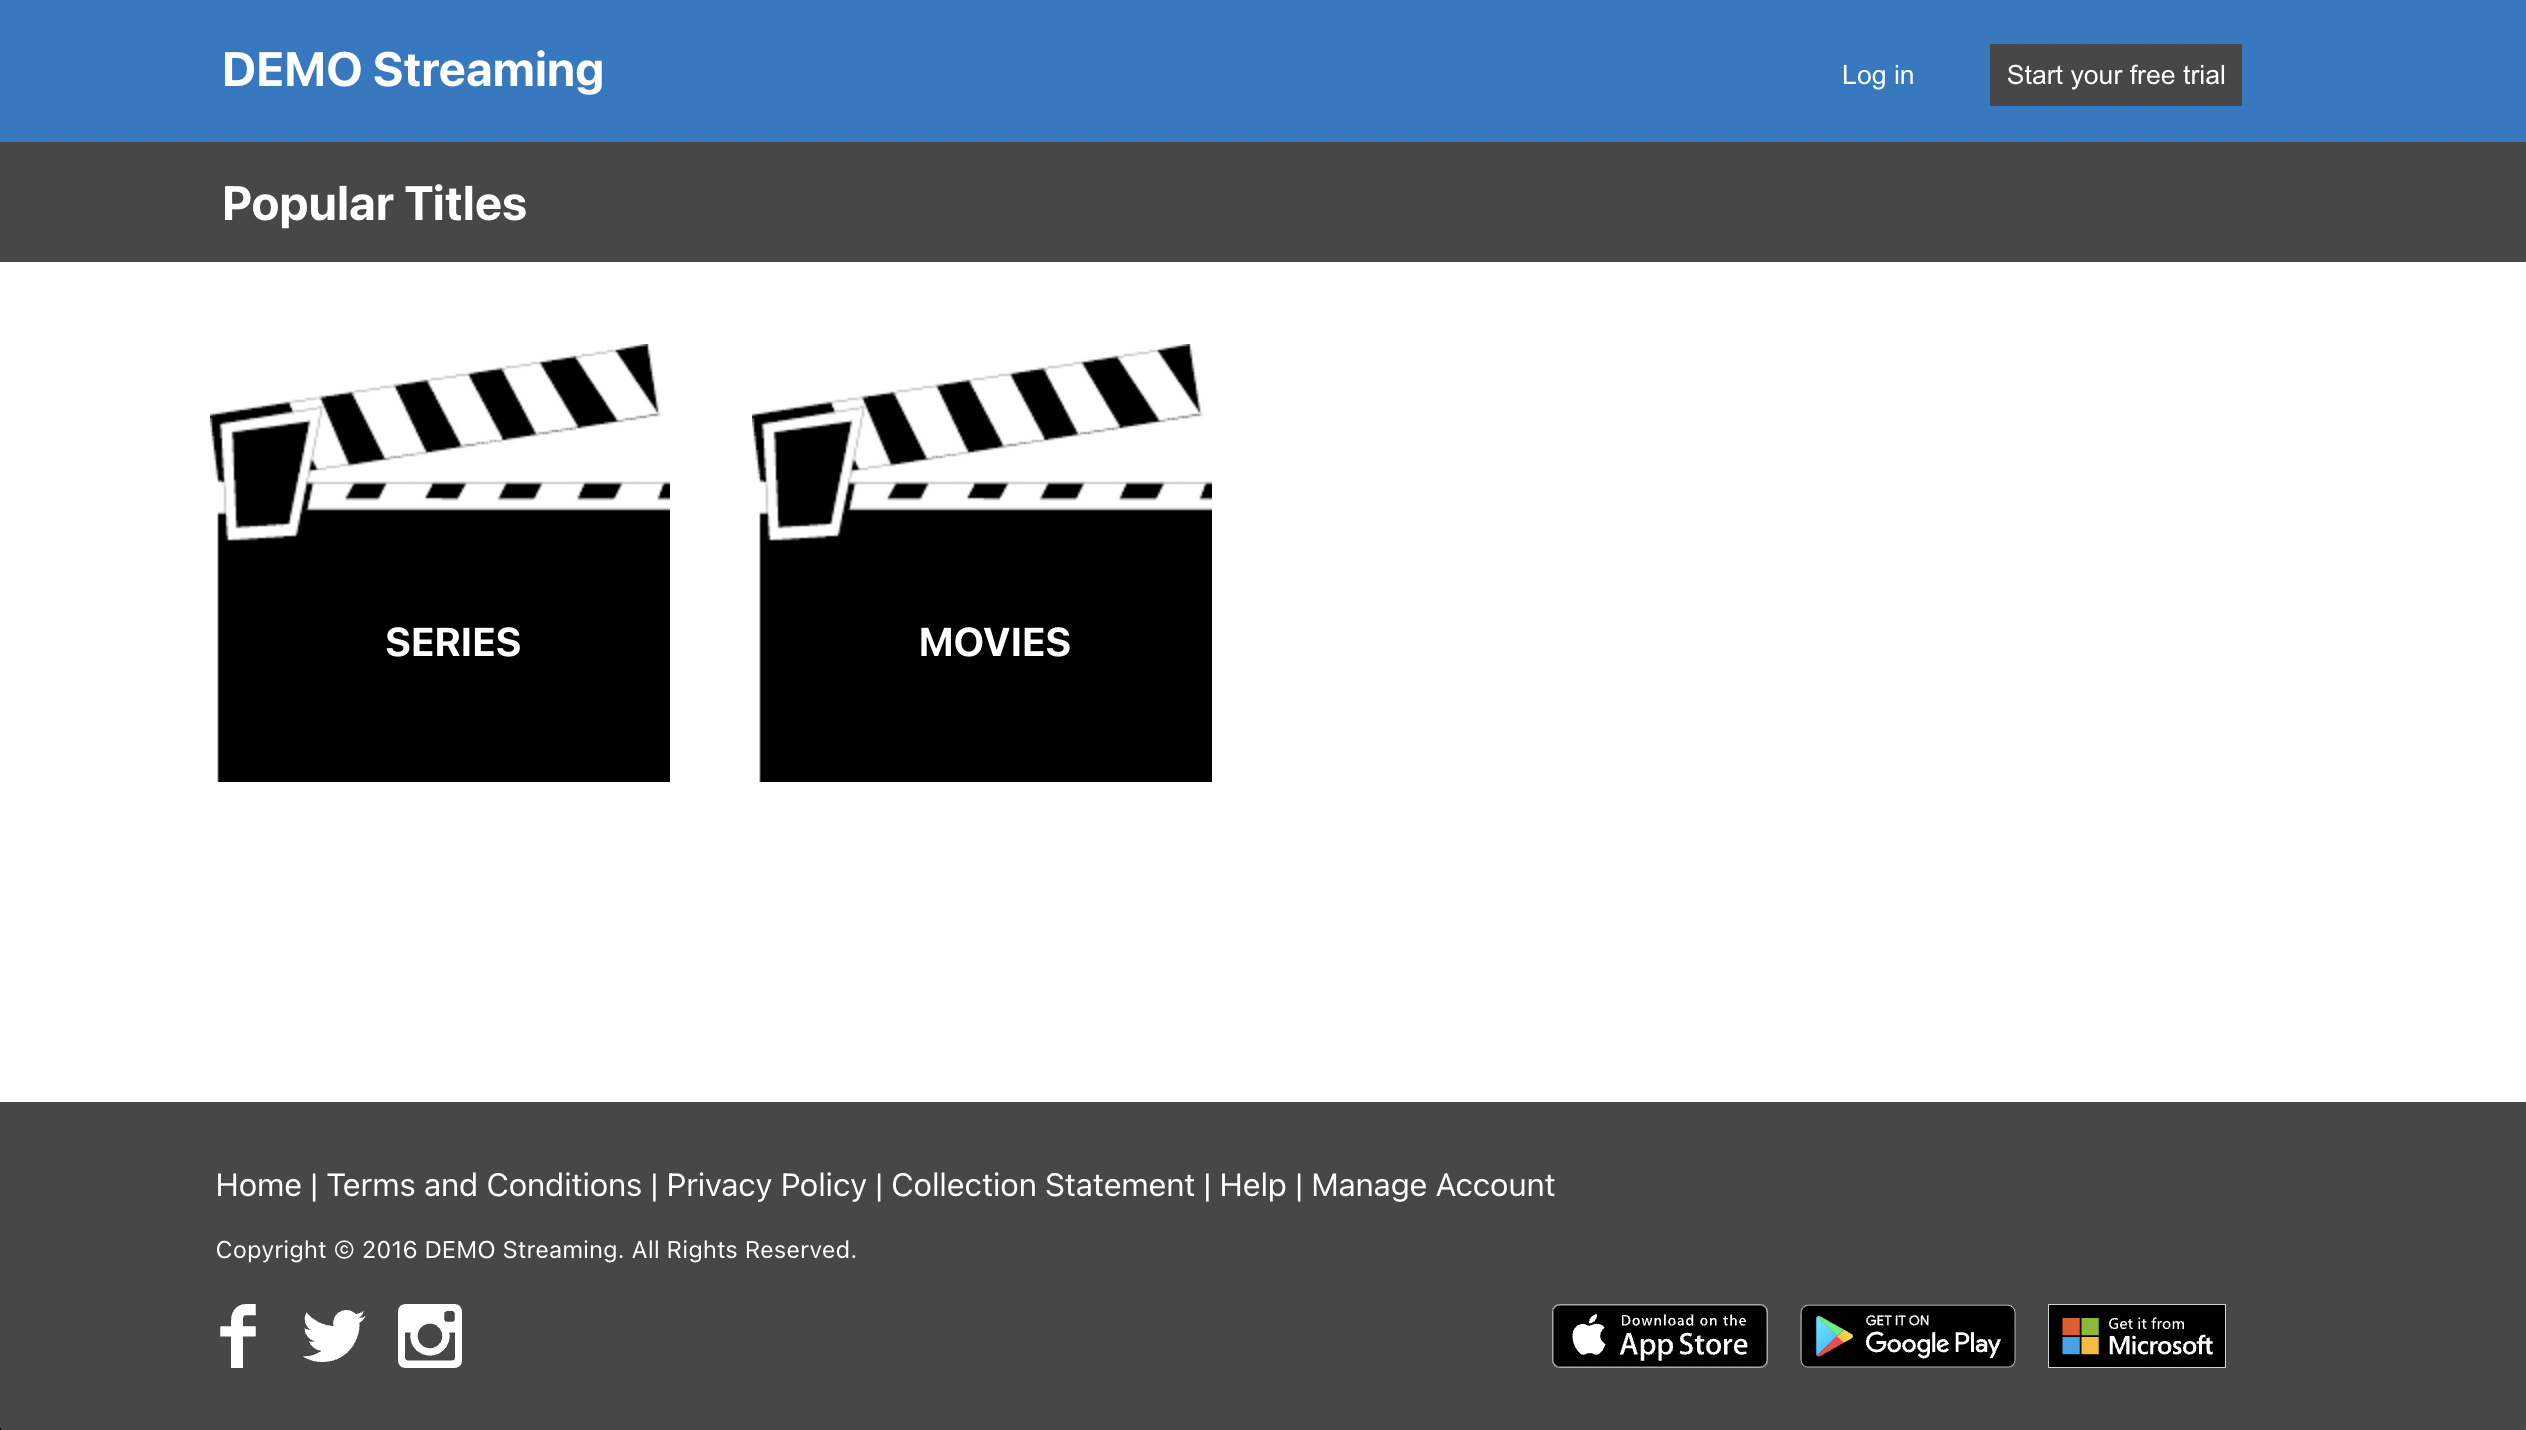 DEMO Streaming
Log in
Start your free trial
Popular Titles
SERIES
MOVIES
Home | Terms and Conditions | Privacy Policy | Collection Statement | Help | Manage Account
Copyright © 2016 DEMO Streaming. All Rights Reserved.
Download on the
App Store
GET IT ON
Google Play
Get it from
Microsoft